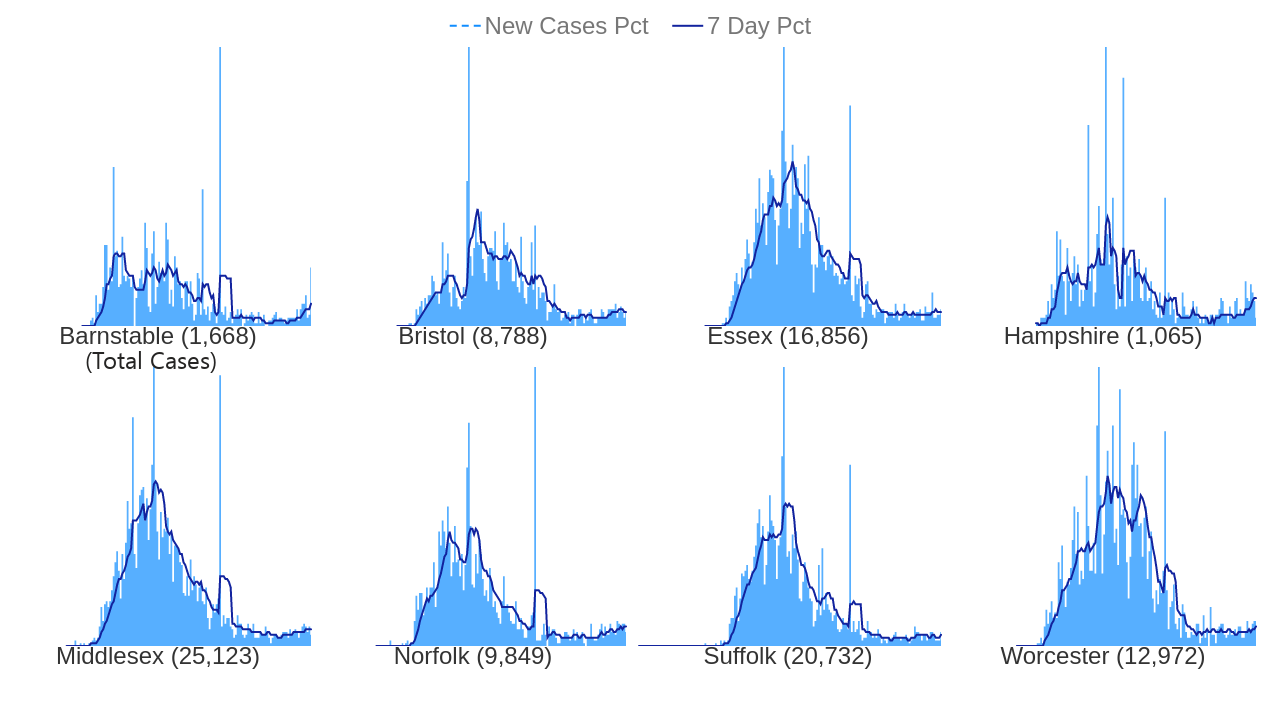 New Cases Pct 7 Day Pct
Barnstable (1,668) Bristol (8,788) Essex (16,856) Hampshire (1,065)
(Total Cases)
Middlesex (25,123) Norfolk (9,849) Suffolk (20,732) Worcester (12,972)